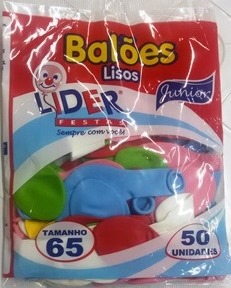 Balões
Lisos
LIDER
FESTAS
Junior
Sempre com você!
TAMANHO
65
50
UNIDADES